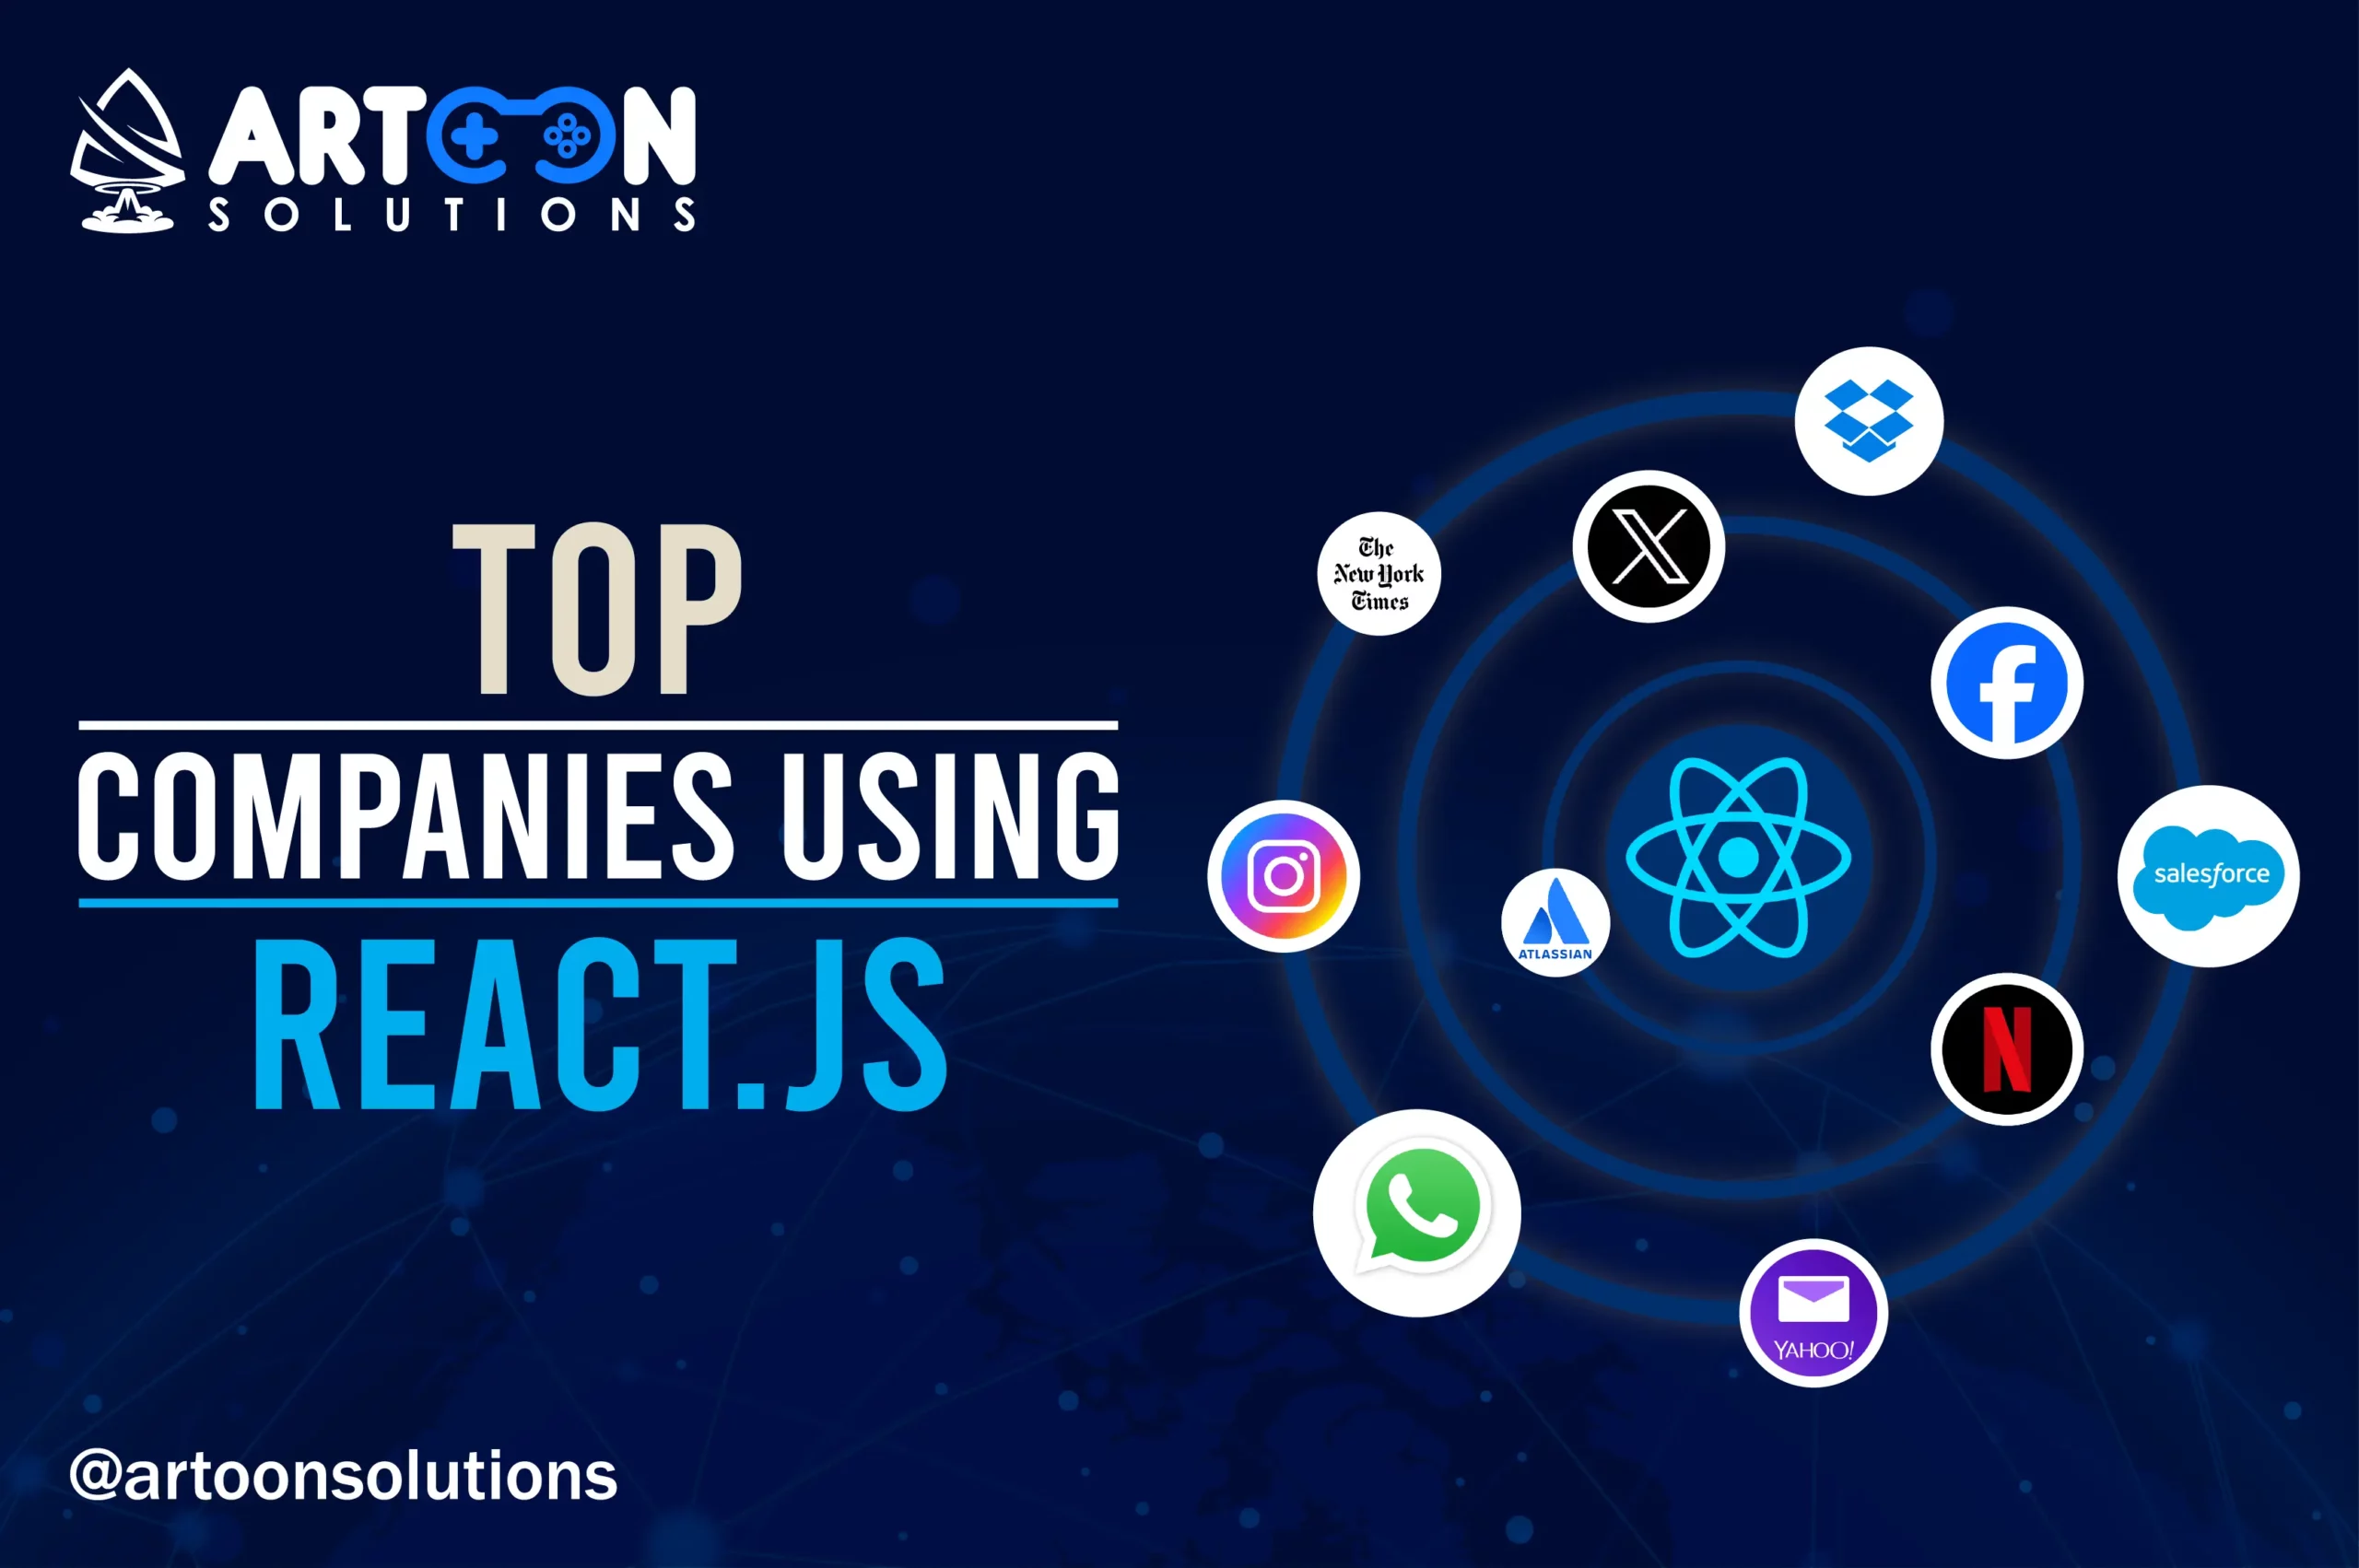 ARTOON
SOLUTIONS
TOP
COMPANIES USING
REACT.JS
The
New York
Times
X
f
salesforce
ATLASSIAN
N
YAHOO!
@artoonsolutions